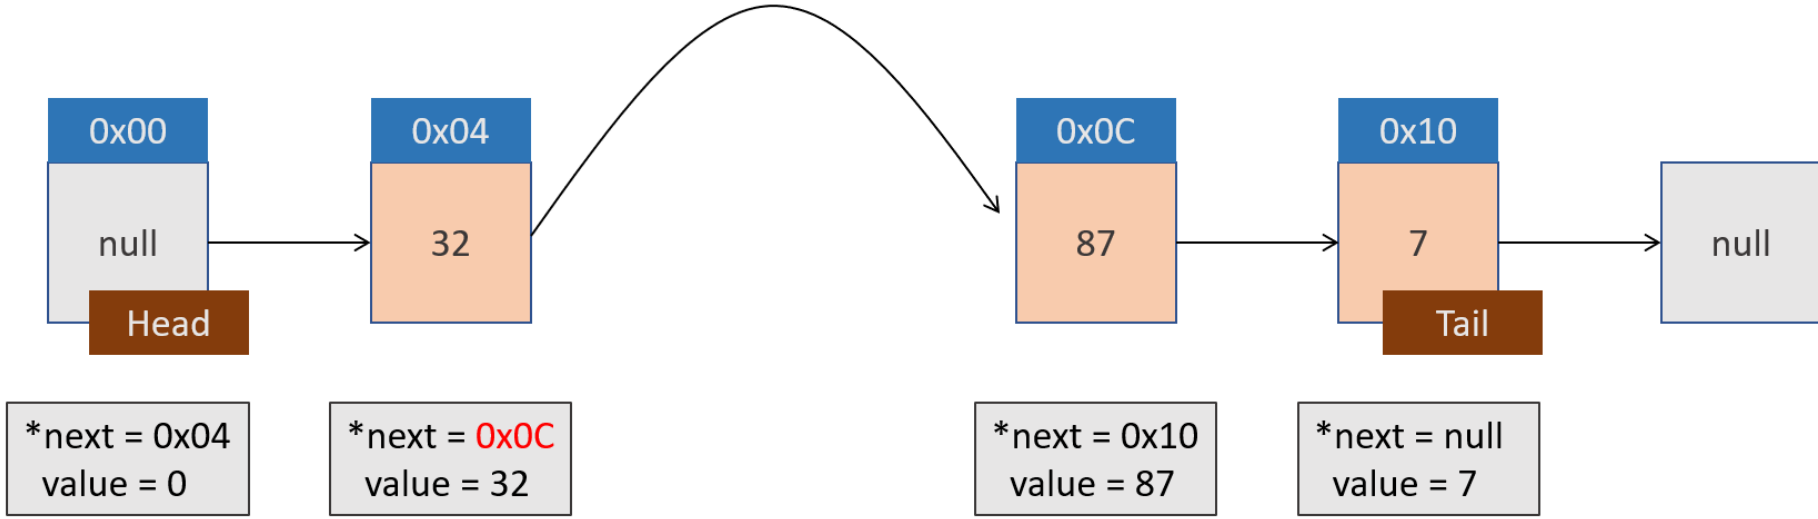 0x00
0x04
0x0C
0x10
null
32
87
7
null
Head
Tail
*next = 0x04
value = 0
*next = 0x0C
value = 32
*next = 0x10
value = 87
*next = null
value = 7